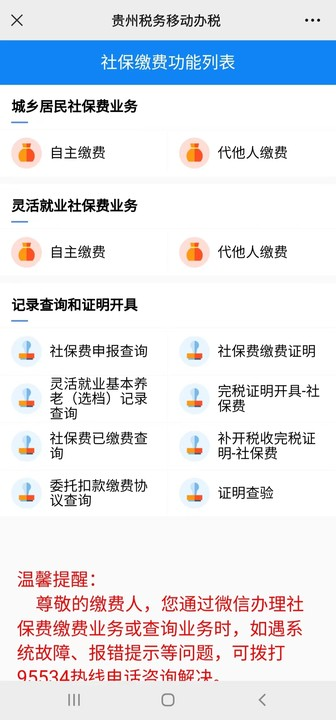 贵州税务移动办税
社保缴费功能列表
城乡居民社保费业务
自主缴费
代他人缴费
灵活就业社保费业务
自主缴费
代他人缴费
记录查询和证明开具
社保费申报查询
社保费缴费证明
灵活就业基本养
老（选档）记录
查询
完税证明开具-社
保费
社保费已缴费查
询
补开税收完税证
明-社保费
委托扣款缴费协
议查询
证明查验
温馨提醒：
尊敬的缴费人，您通过微信办理社
保费缴费业务或查询业务时，如遇系
统故障、报错提示等问题，可拨打
95534热线电话咨询解决。